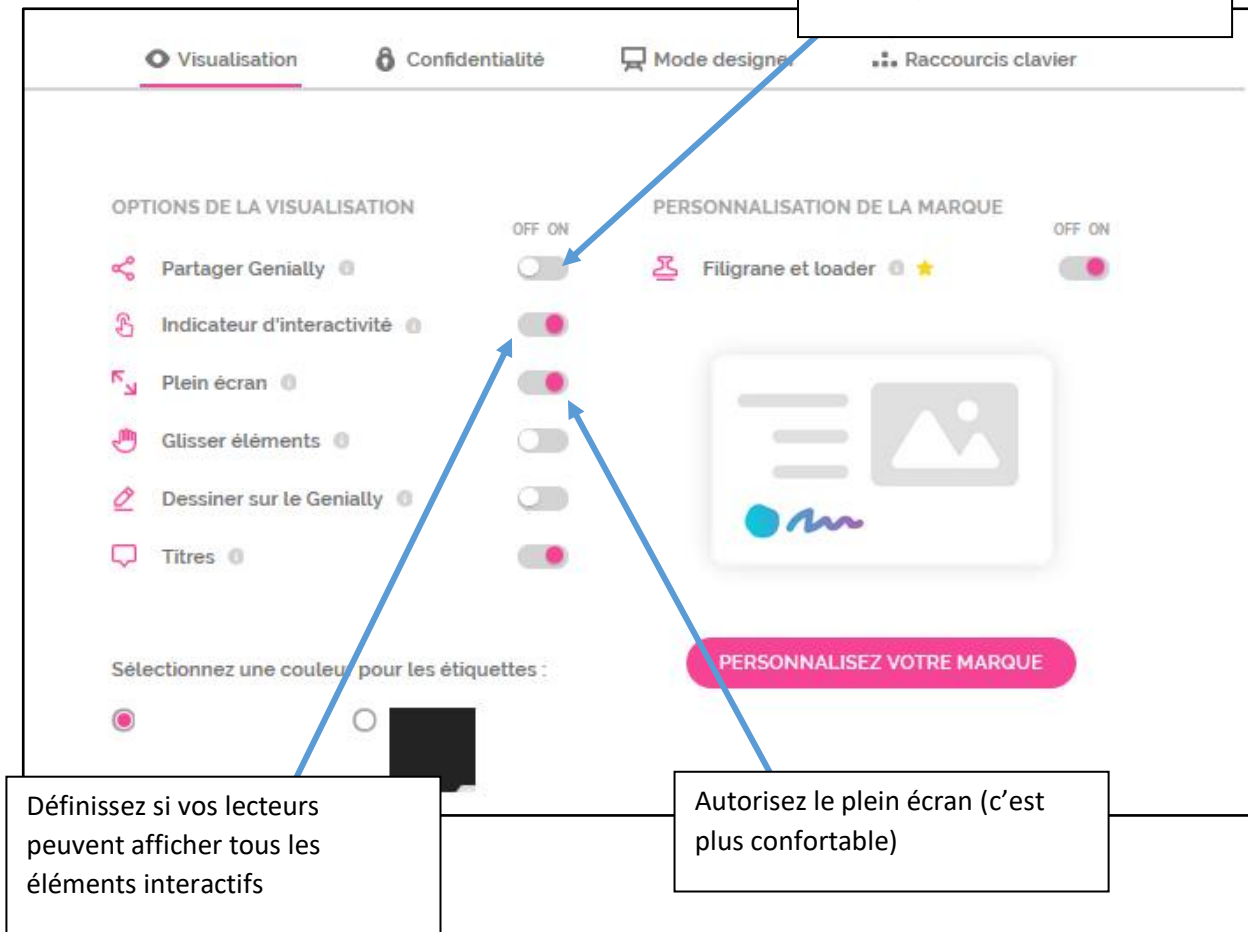 Visualisation Confidentialité Mode designer Raccourcis clavier
OPTIONS DE LA VISUALISATION
OFF ON
Partager Genially
Indicateur d'interactivité
Plein écran
Glisser éléments
Dessiner sur le Genially
Titres
Sélectionnez une couleur pour les étiquettes :
PERSONNALISATION DE LA MARQUE
OFF ON
Filigrane et loader
PERSONNALISEZ VOTRE MARQUE
Définissez si vos lecteurs
peuvent afficher tous les
éléments interactifs
Autorisez le plein écran (c’est
plus confortable)